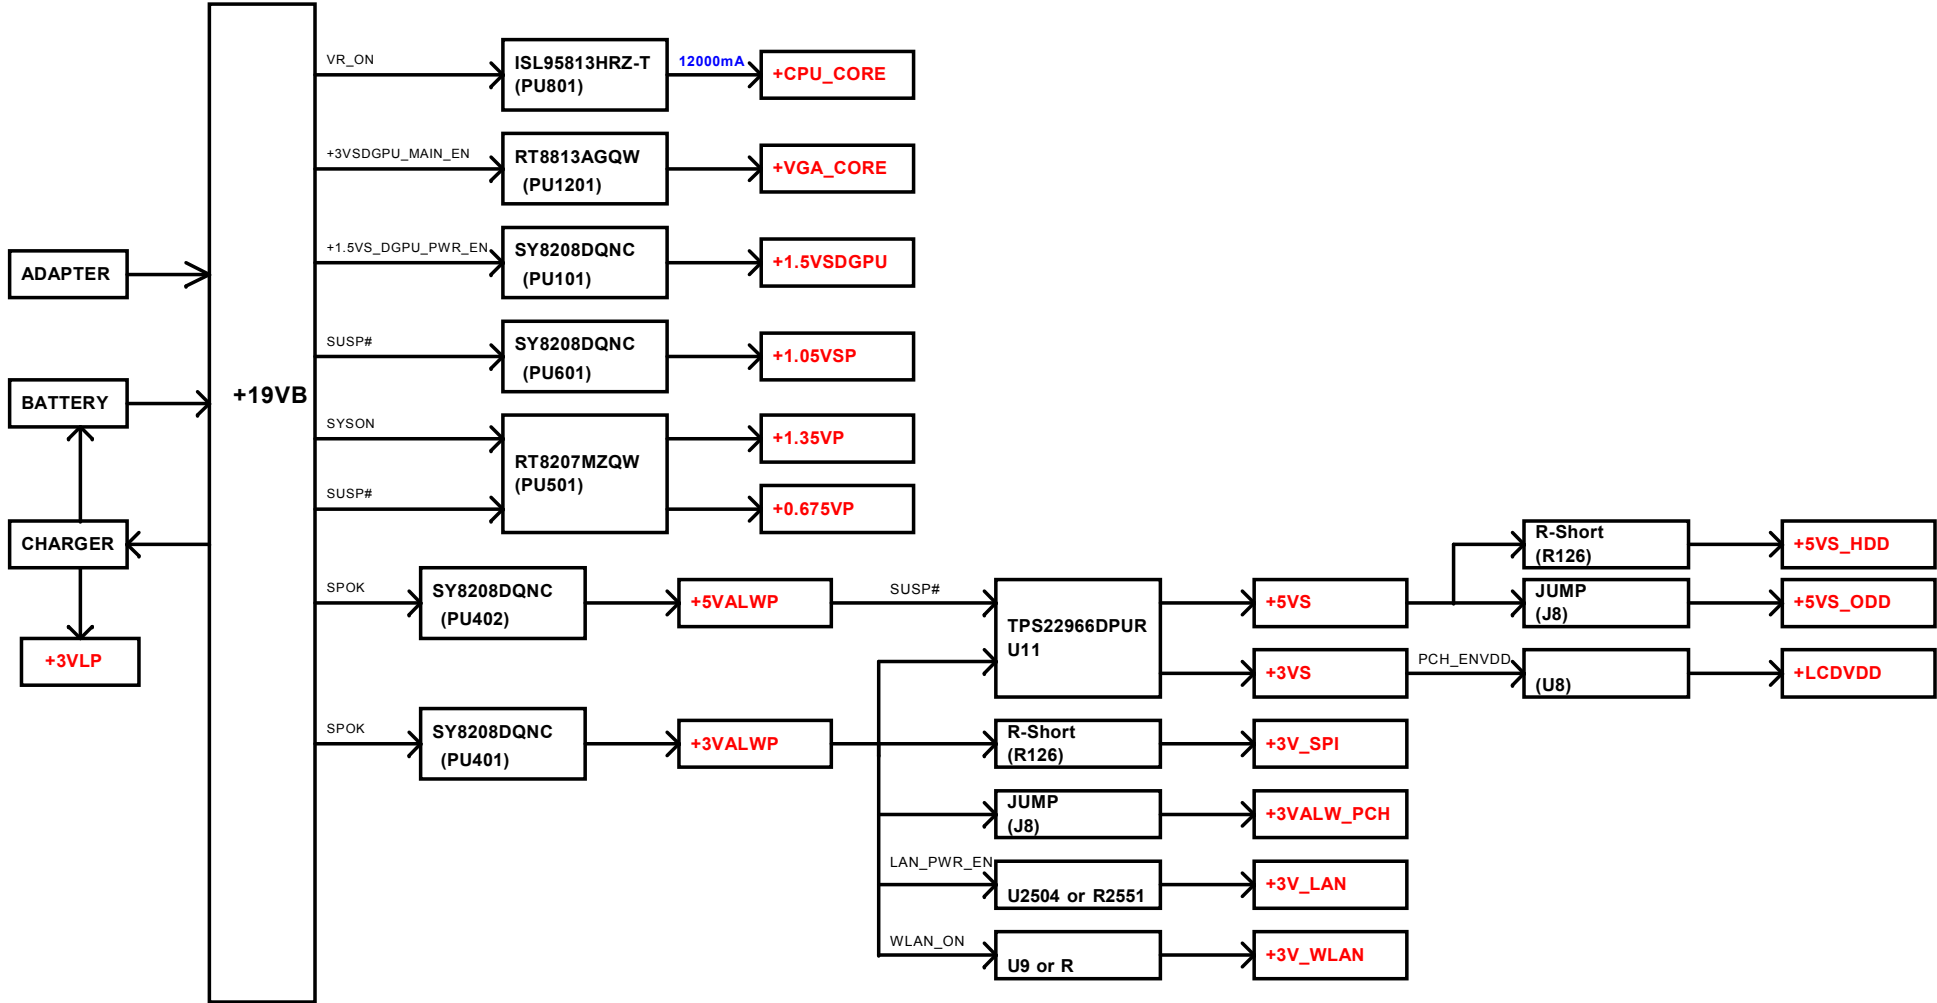 VR_ON
ISL95813HRZ-T
(PU801)
12000mA
+CPU_CORE
+3VSDGPU_MAIN_EN
RT8813AGQW
(PU1201)
+VGA_CORE
ADAPTER
+1.5VS_DGPU_PWR_EN
SY8208DQNC
(PU101)
+1.5VSDGPU
SUSP#
SY8208DQNC
(PU601)
+1.05VSP
BATTERY
+19VB
SYSON
RT8207MZQW
(PU501)
+1.35VP
SUSP#
+0.675VP
CHARGER
+3VLP
SPOK
SY8208DQNC
(PU402)
+5VALWP
SUSP#
TPS22966DPUR
U11
+5VS
R-Short
(R126)
+5VS_HDD
JUMP
(J8)
+5VS_ODD
+3VS
PCH_ENVDD
(U8)
+LCDVDD
SPOK
SY8208DQNC
(PU401)
+3VALWP
R-Short
(R126)
+3V_SPI
JUMP
(J8)
+3VALW_PCH
LAN_PWR_EN
U2504 or R2551
+3V_LAN
WLAN_ON
U9 or R
+3V_WLAN